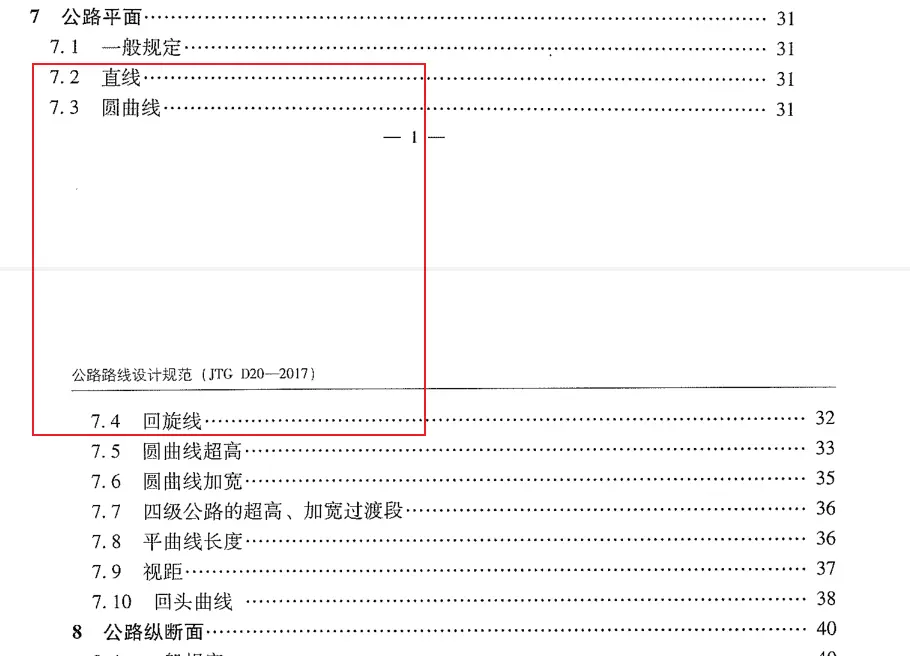 7 公路平面 31
7.1 一般规定 31
7.2 直线 31
7.3 圆曲线 31
— 1 —
公路路线设计规范(JTG D20—2017)
7.4 回旋线 32
7.5 圆曲线超高 33
7.6 圆曲线加宽 35
7.7 四级公路的超高、加宽过渡段 36
7.8 平曲线长度 36
7.9 视距 37
7.10 回头曲线 38
8 公路纵断面 40